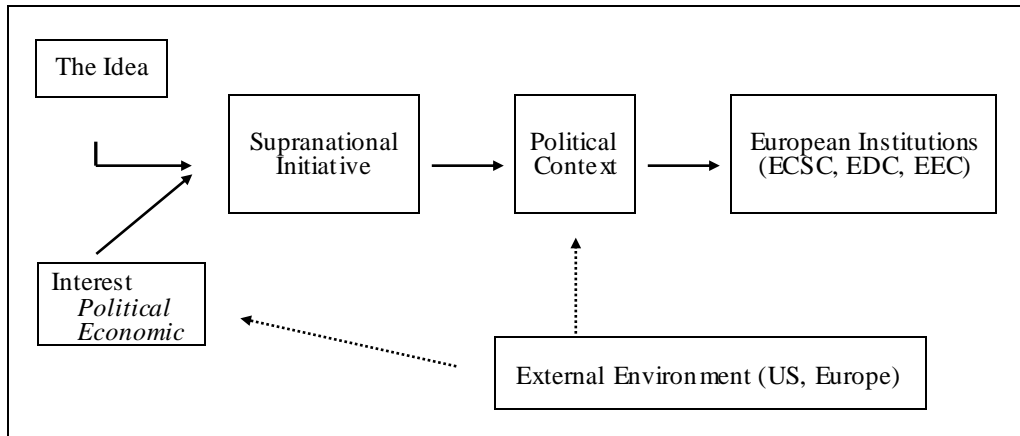 The Idea
Supranational
Initiative
Political
Context
European Institutions
(ECSC, EDC, EEC)
Interest
Political
Economic
External Environment (US, Europe)